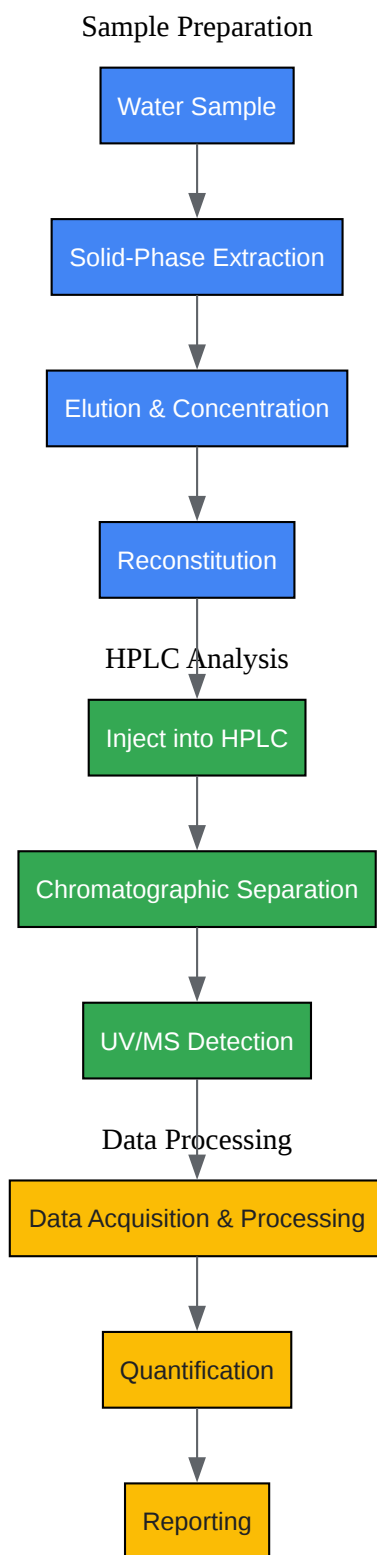 Sample Preparation
Water Sample
Solid-Phase Extraction
Elution & Concentration
Reconstitution
HPLC Analysis
Inject into HPLC
Chromatographic Separation
UV/MS Detection
Data Processing
Data Acquisition & Processing
Quantification
Reporting